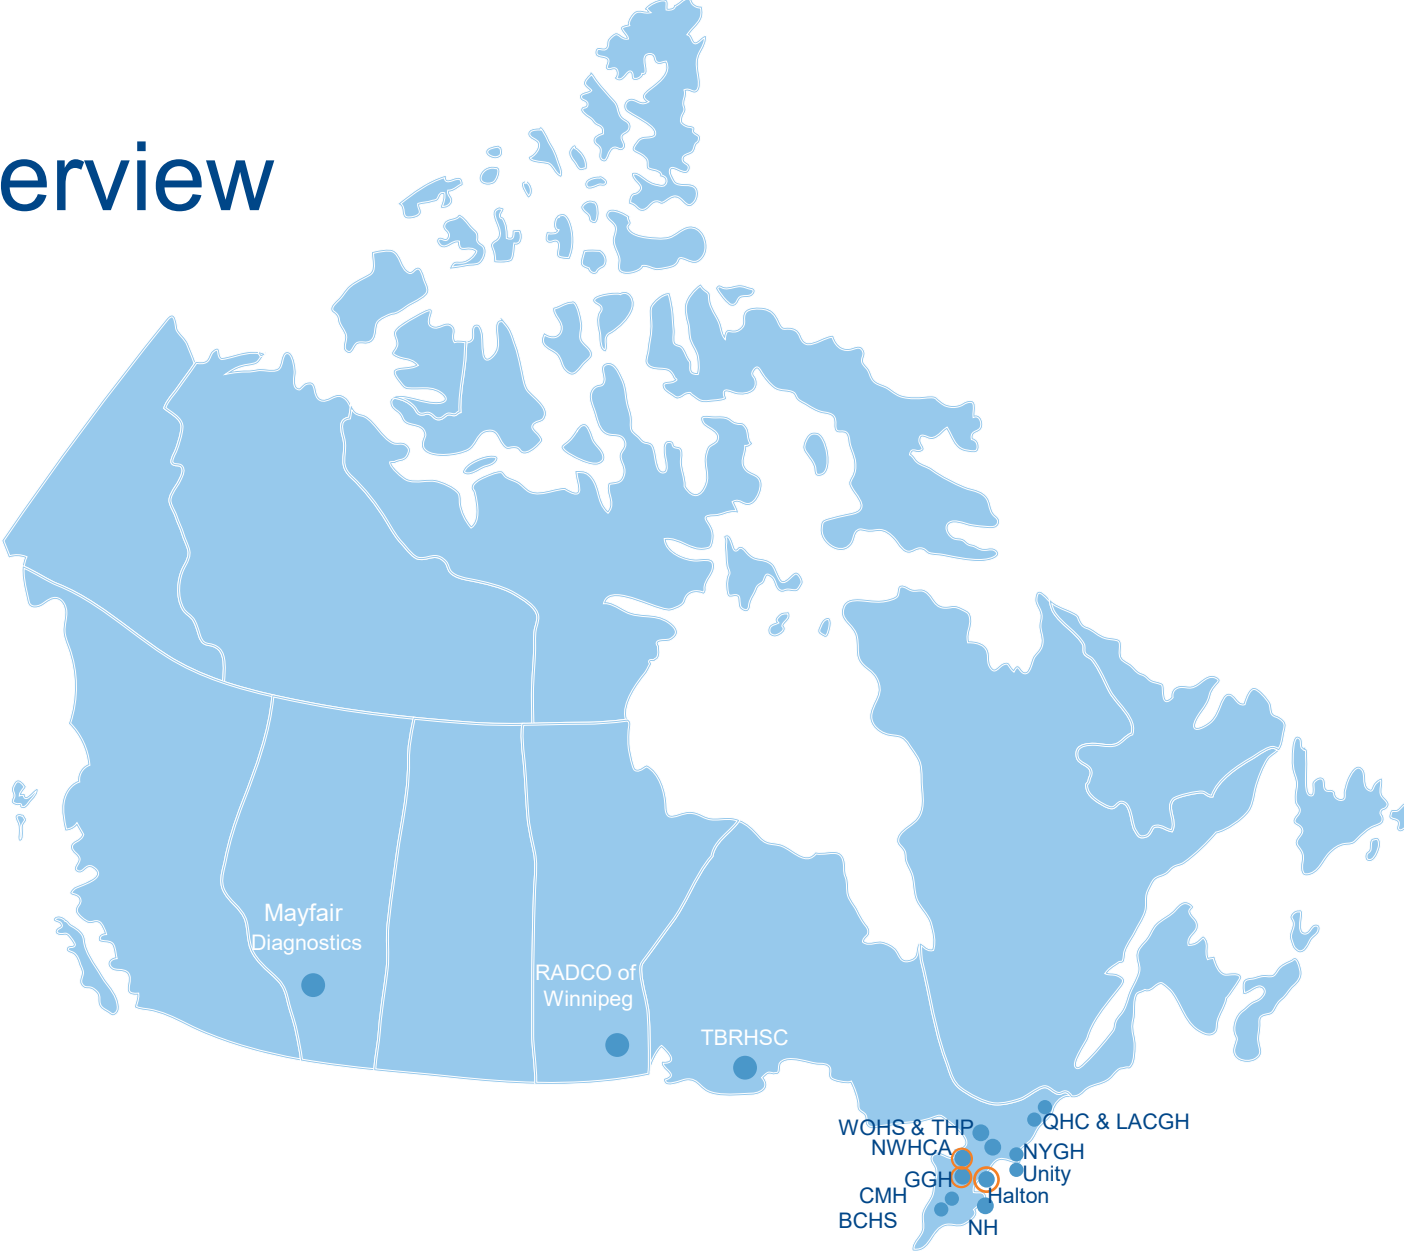 erview
Mayfair
Diagnostics
RADCO of
Winnipeg
TBRHSC
WOHS & THP
QHC & LACGH
NWHCA
NYGH
GGH
Unity
CMH
Halton
BCHS
NH